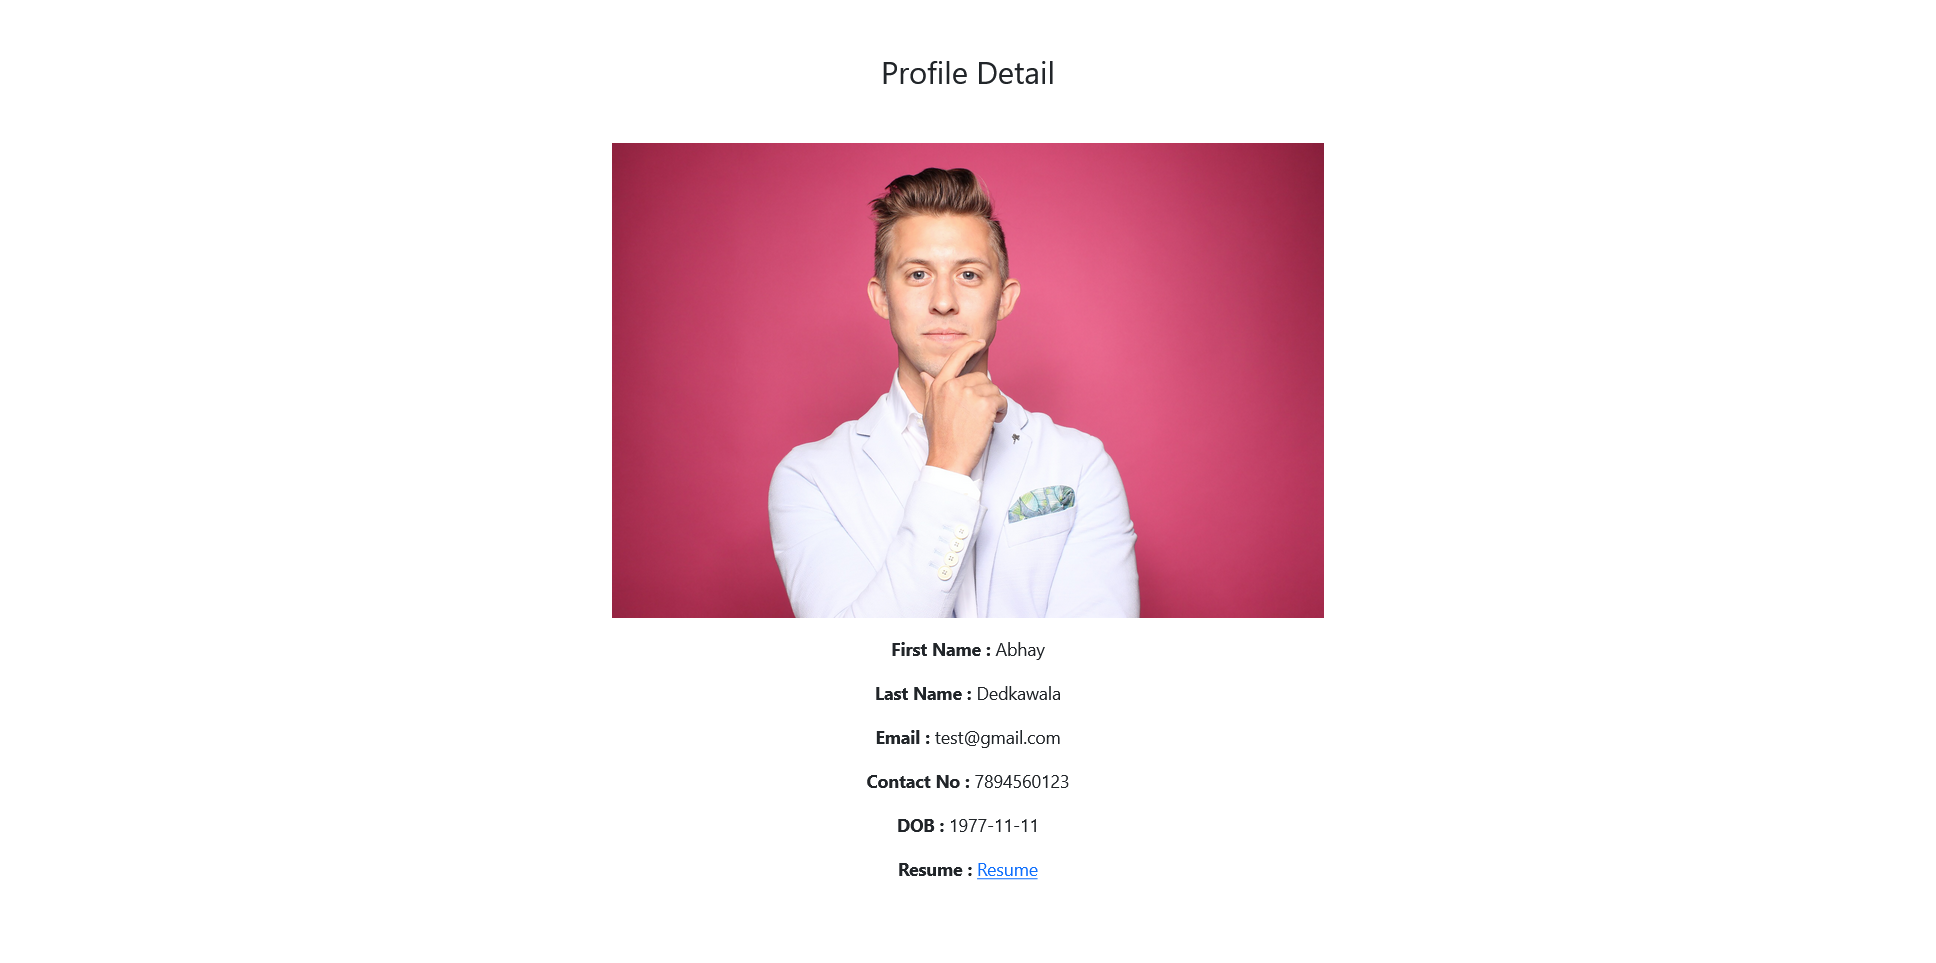 Profile Detail
First Name : Abhay
Last Name : Dedkawala
Email : test@gmail.com
Contact No : 7894560123
DOB : 1977-11-11
Resume : Resume